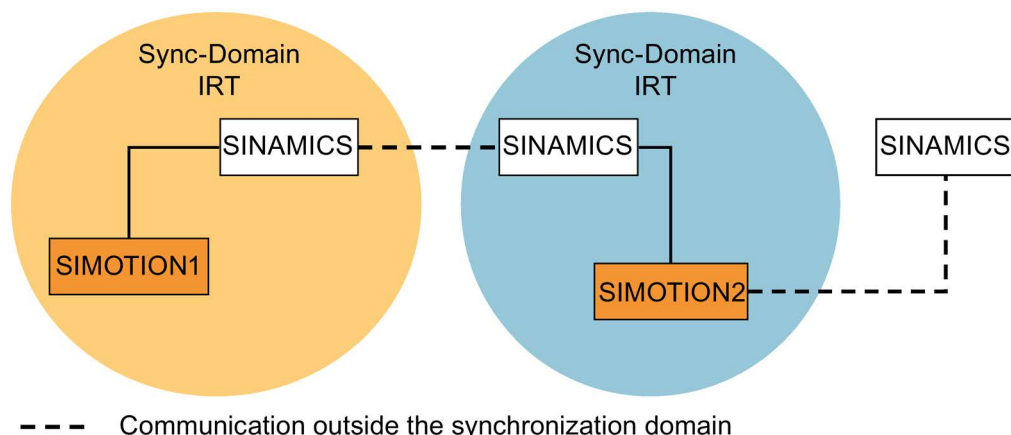 Sync-Domain
IRT
Sync-Domain
IRT
SINAMICS
SINAMICS
SINAMICS
SIMOTION1
SIMOTION2
Communication outside the synchronization domain